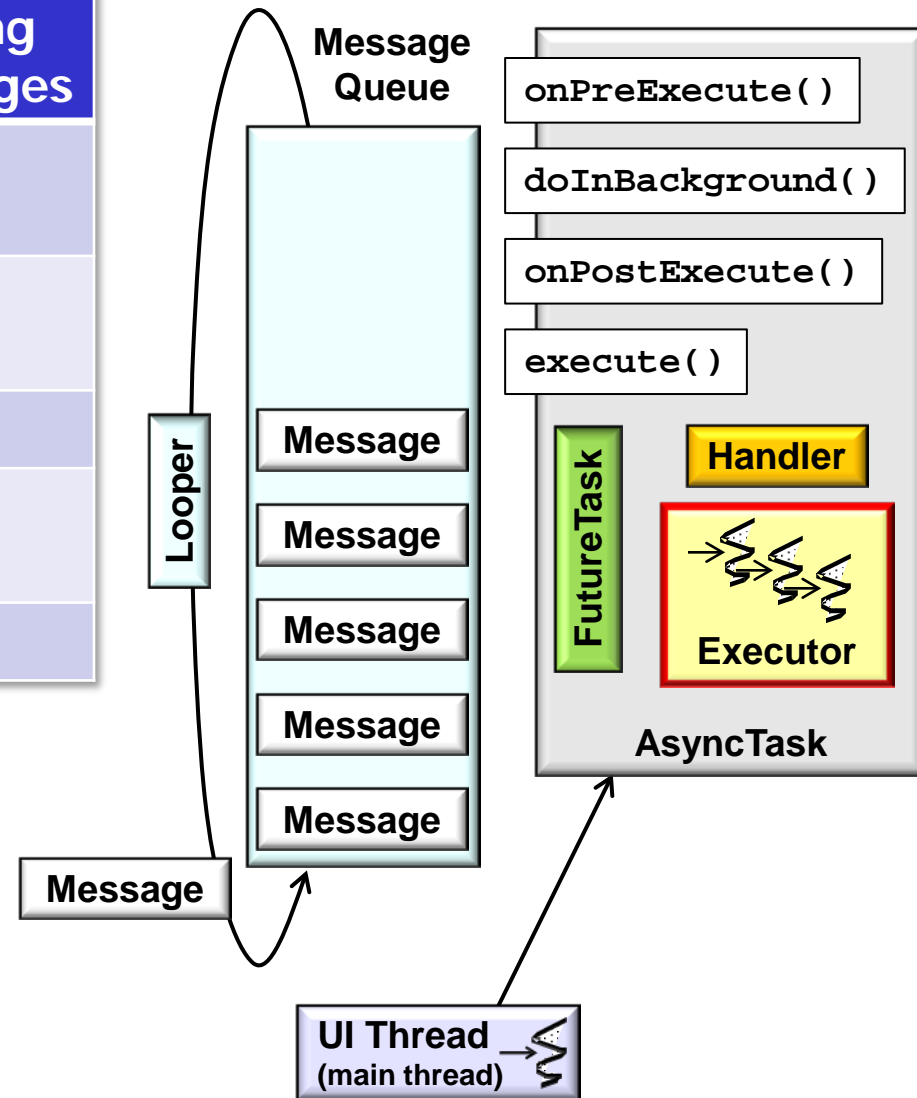 Message
Queue
onPreExecute()
doInBackground()
onPostExecute()
execute()
Looper
Message
Message
Message
Message
Message
Message
FutureTask
Handler
Executor
AsyncTask
UI Thread
(main thread)